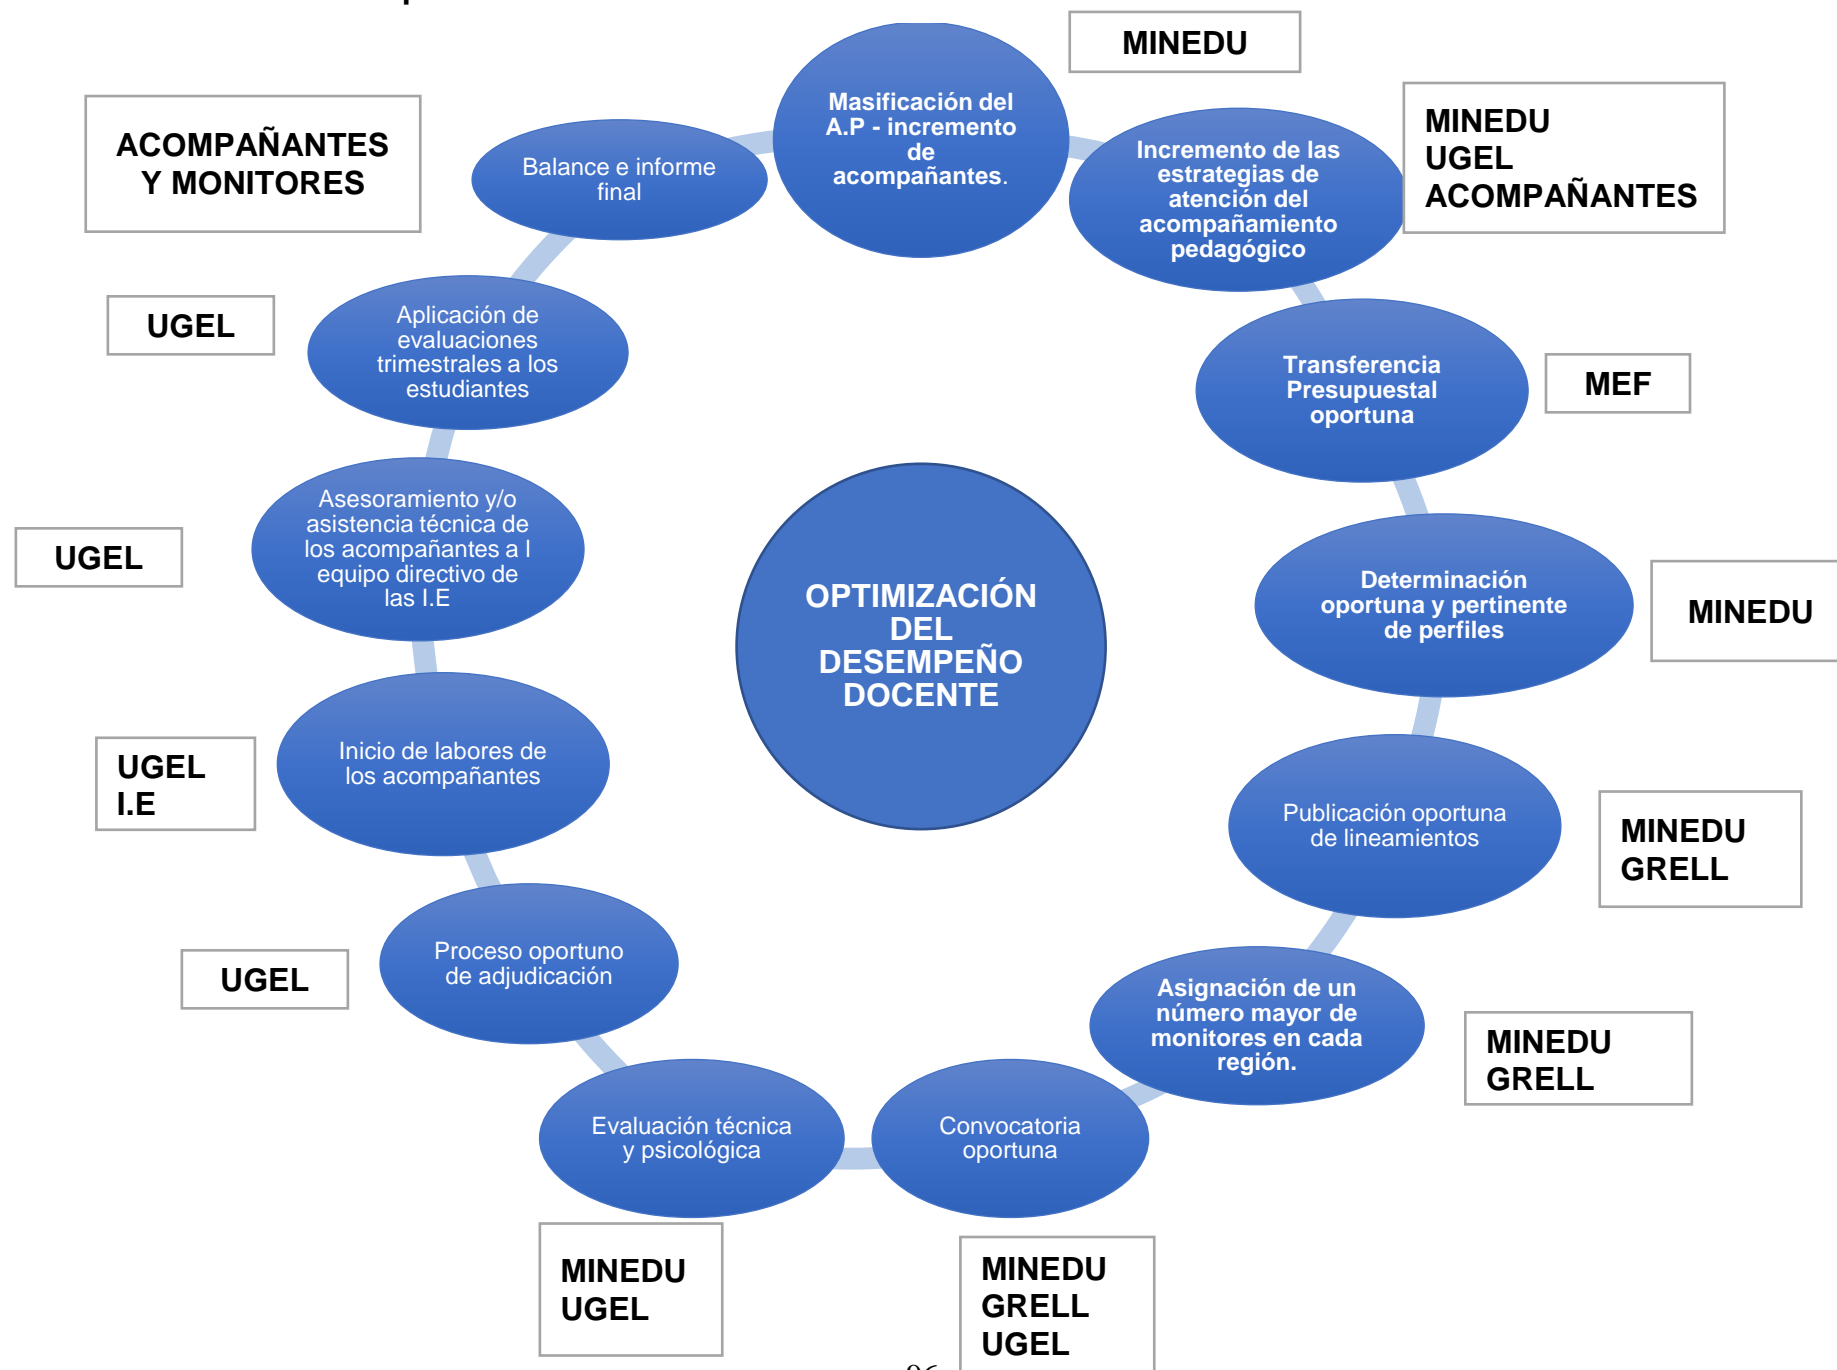 MINEDU
Masificación del
A.P - incremento
de
acompañantes.
MINEDU
UGEL
ACOMPAÑANTES
Incremento de las
estrategias de
atención del
acompañamiento
pedagógico
ACOMPAÑANTES
Y MONITORES
Balance e informe
final
UGEL
Aplicación de
evaluaciones
trimestrales a los
estudiantes
Transferencia
Presupuestal
oportuna
MEF
UGEL
Asesoramiento y/o
asistencia técnica de
los acompañantes a l
equipo directivo de
las I.E
OPTIMIZACIÓN
DEL
DESEMPEÑO
DOCENTE
Determinación
oportuna y pertinente
de perfiles
MINEDU
UGEL
I.E
Inicio de labores de
los acompañantes
Publicación oportuna
de lineamientos
MINEDU
GRELL
UGEL
Proceso oportuno
de adjudicación
Asignación de un
número mayor de
monitores en cada
región.
MINEDU
GRELL
Evaluación técnica
y psicológica
Convocatoria
oportuna
MINEDU
UGEL
MINEDU
GRELL
UGEL